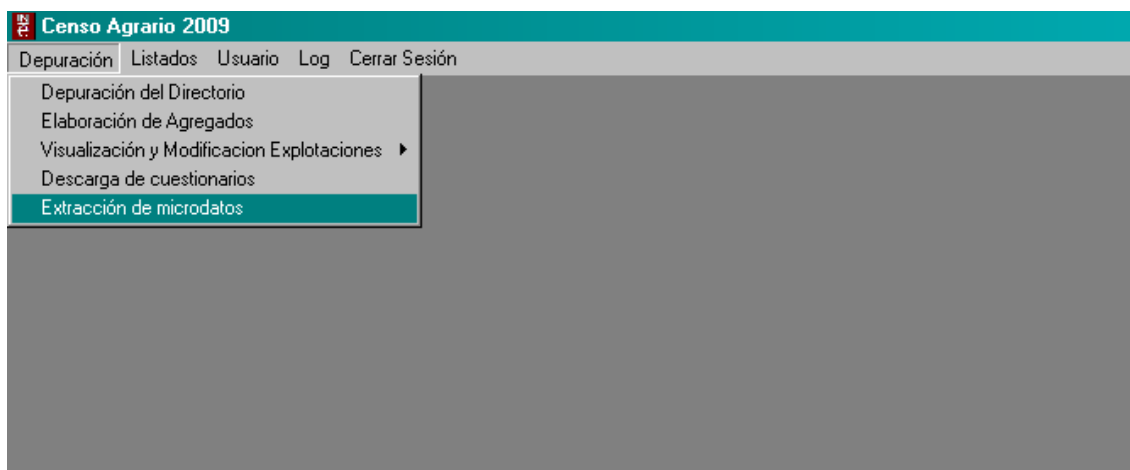 INE Censo Agrario 2009
Depuración Listados Usuario Log Cerrar Sesión
Depuración del Directorio
Elaboración de Agregados
Visualización y Modificacion Explotaciones
Descarga de cuestionarios
Extracción de microdatos